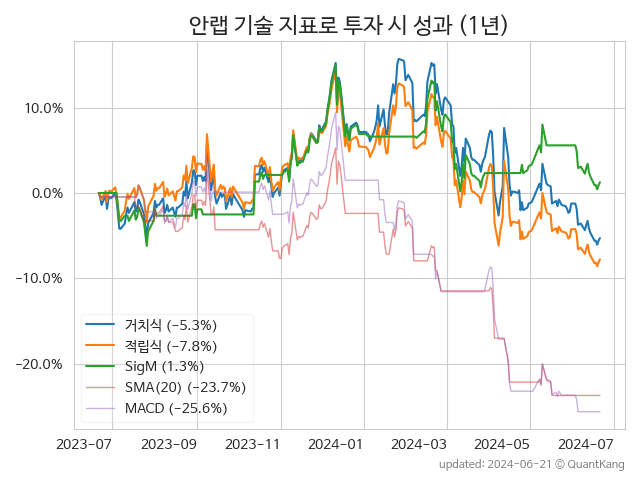 안랩 기술 지표로 투자 시 성과 (1년)
10.0%
0.0%
−10.0%
−20.0%
거치식 (−5.3%)
적립식 (−7.8%)
SigM (1.3%)
SMA(20) (−23.7%)
MACD (−25.6%)
2023-07 2023-09 2023-11 2024-01 2024-03 2024-05 2024-07
updated: 2024-06-21 © QuantKang